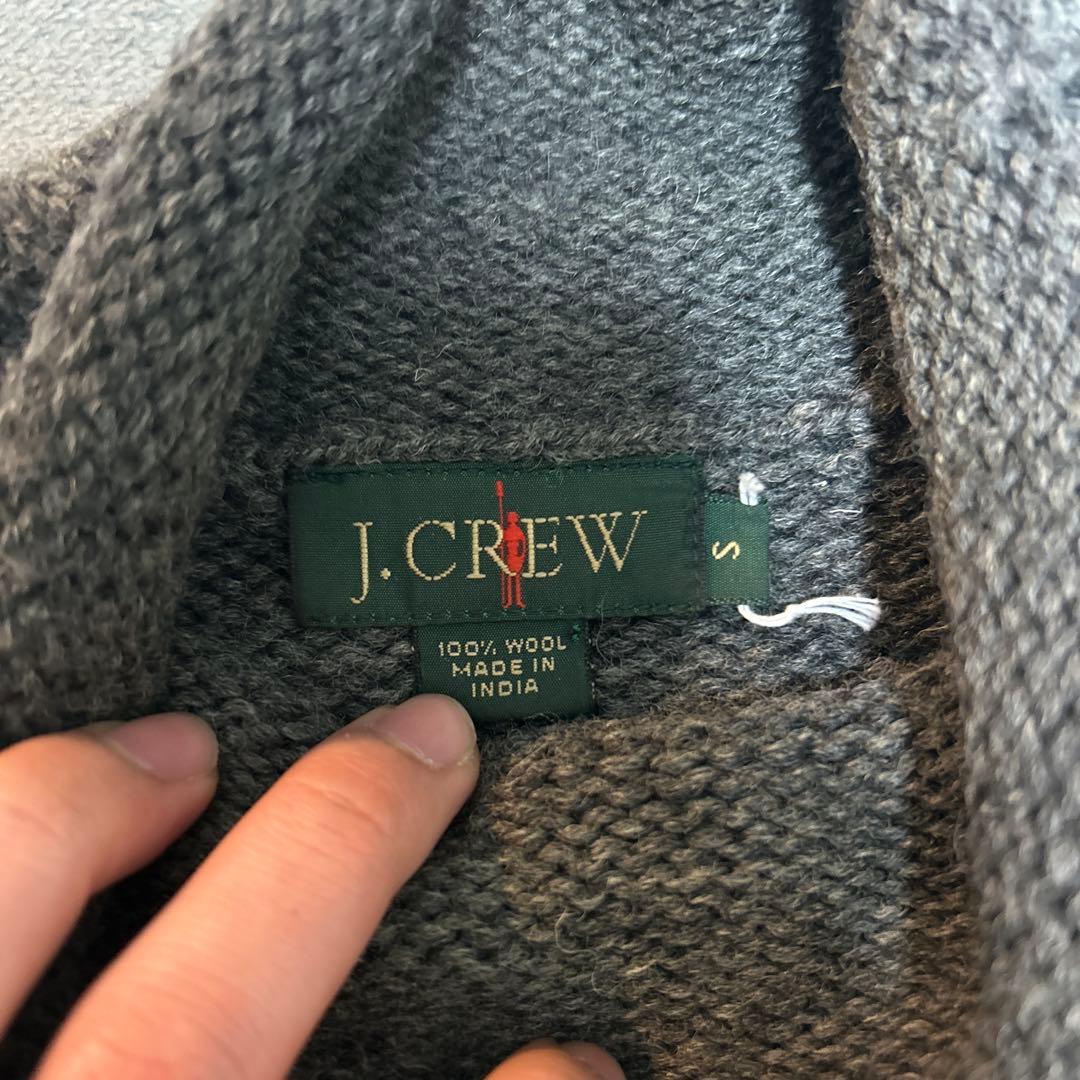 J.CREW
S
100% WOOL
MADE IN
INDIA